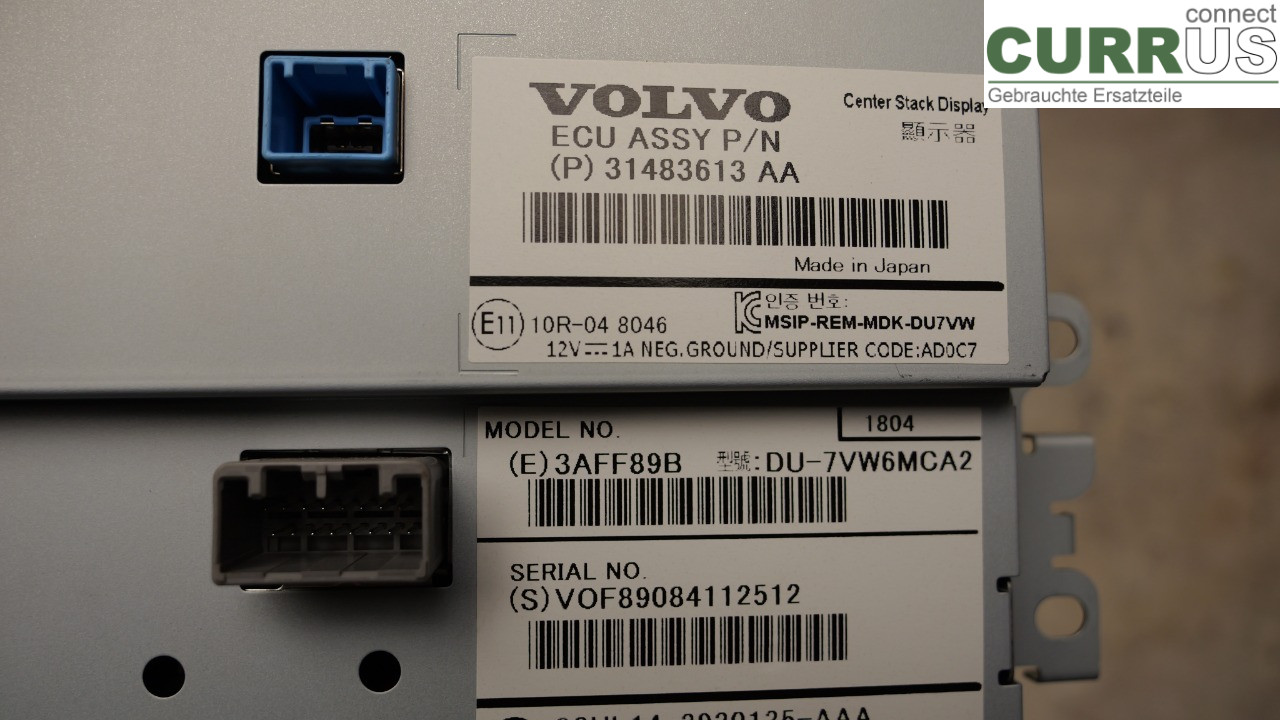 connect
CURRUS
Gebrauchte Ersatzteile
VOLVO
Center Stack Display
ECU ASSY P/N
顯示器
(P) 31483613 AA
Made in Japan
E11 10R-04 8046
인증 번호:
MSIP-REM-MDK-DU7VW
12V⎓1A NEG.GROUND/SUPPLIER CODE:AD0C7
MODEL NO.
1804
(E)3AFF89B 型號:DU-7VW6MCA2
SERIAL NO.
(S)VOF89084112512